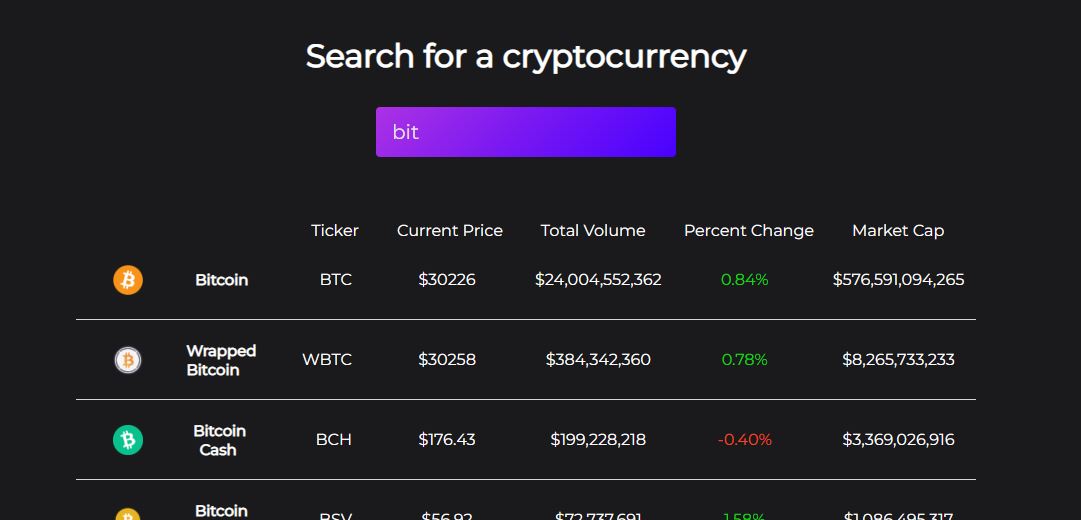 Search for a cryptocurrency
bit
Ticker Current Price Total Volume Percent Change Market Cap
Bitcoin BTC $30226 $24,004,552,362 0.84% $576,591,094,265
Wrapped
Bitcoin WBTC $30258 $384,342,360 0.78% $8,265,733,233
Bitcoin
Cash BCH $176.43 $199,228,218 -0.40% $3,369,026,916
Bitcoin
BSV $56.92 $72,737,691 1.58% $1,086,495,317